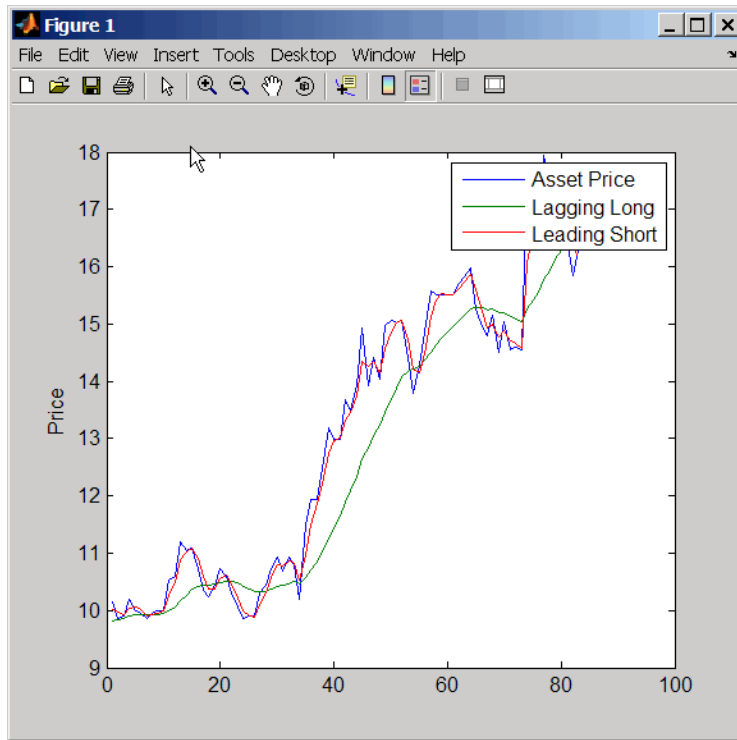 Figure 1
File Edit View Insert Tools Desktop Window Help
18
17
16
15
14
13
12
11
10
9
Price
Asset Price
Lagging Long
Leading Short
0 20 40 60 80 100